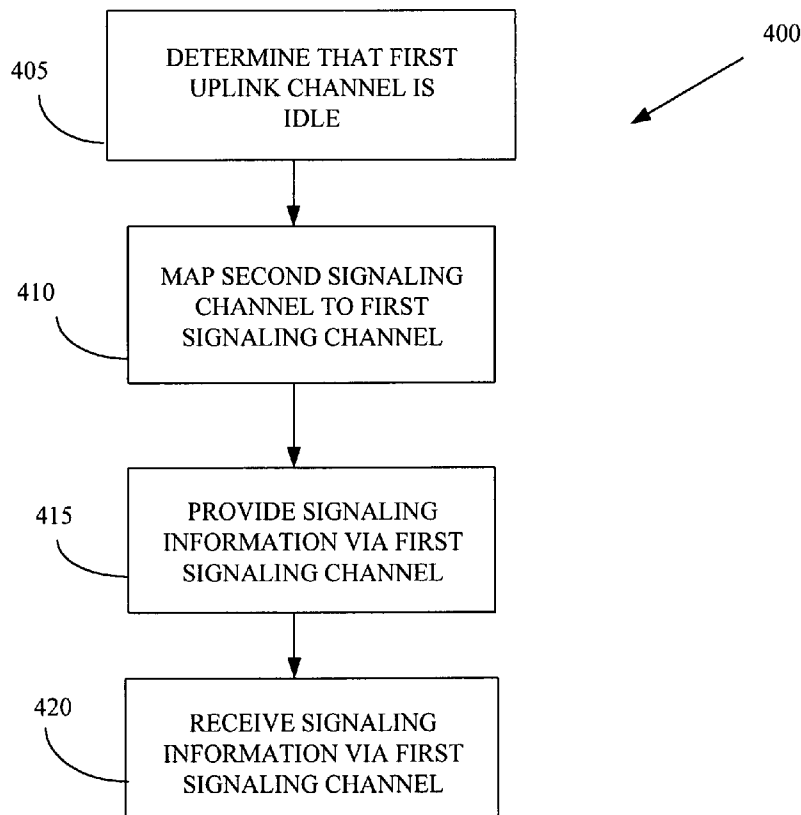 400
405
DETERMINE THAT FIRST
UPLINK CHANNEL IS
IDLE
410
MAP SECOND SIGNALING
CHANNEL TO FIRST
SIGNALING CHANNEL
415
PROVIDE SIGNALING
INFORMATION VIA FIRST
SIGNALING CHANNEL
420
RECEIVE SIGNALING
INFORMATION VIA FIRST
SIGNALING CHANNEL